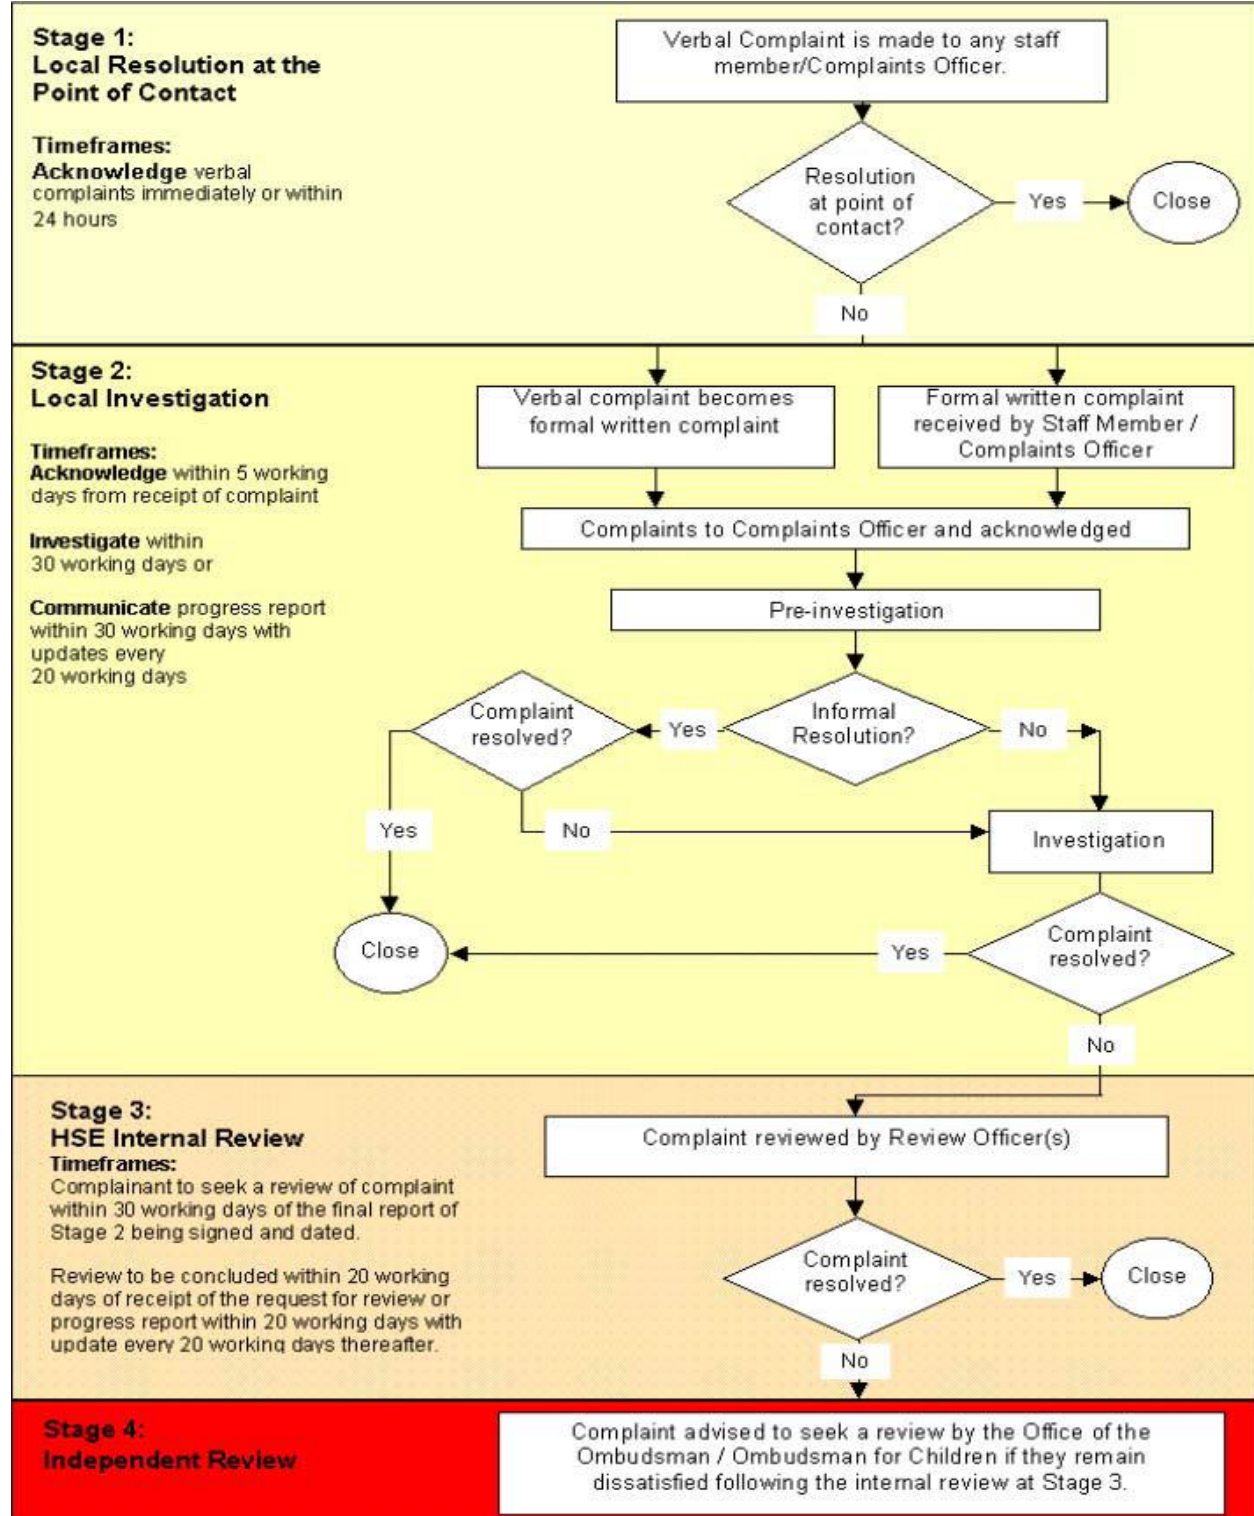 Stage 1:
Local Resolution at the
Point of Contact
Timeframes:
Acknowledge verbal
complaints immediately or within
24 hours
Verbal Complaint is made to any staff
member/Complaints Officer.
Resolution
at point of
contact?
Yes
Close
No
Stage 2:
Local Investigation
Timeframes:
Acknowledge within 5 working
days from receipt of complaint
Investigate within
30 working days or
Communicate progress report
within 30 working days with
updates every
20 working days
Verbal complaint becomes
formal written complaint
Formal written complaint
received by Staff Member /
Complaints Officer
Complaints to Complaints Officer and acknowledged
Pre-investigation
Informal
Resolution?
Yes
No
Complaint
resolved?
Yes
No
Investigation
Complaint
resolved?
Yes
Close
No
Stage 3:
HSE Internal Review
Timeframes:
Complainant to seek a review of complaint
within 30 working days of the final report of
Stage 2 being signed and dated.
Review to be concluded within 20 working
days of receipt of the request for review or
progress report within 20 working days with
update every 20 working days thereafter.
Complaint reviewed by Review Officer(s)
Complaint
resolved?
Yes
Close
No
Stage 4:
Independent Review
Complaint advised to seek a review by the Office of the
Ombudsman / Ombudsman for Children if they remain
dissatisfied following the internal review at Stage 3.